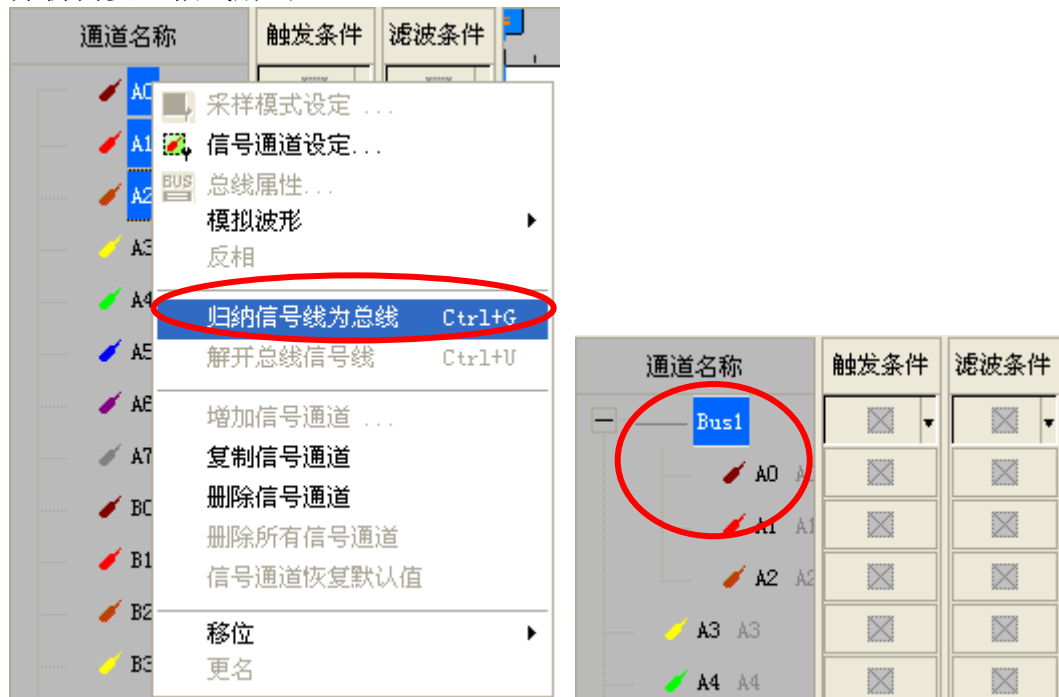 通道名称 触发条件 滤波条件
A0
A1
A2
A3
A4
A5
A6
A7
B0
B1
B2
B3
采样模式设定 ...
信号通道设定...
BUS 总线属性...
模拟波形
反相
归纳信号线为总线 Ctrl+G
解开总线信号线 Ctrl+U
增加信号通道 ...
复制信号通道
删除信号通道
删除所有信号通道
信号通道恢复默认值
移位
更名
通道名称 触发条件 滤波条件
Bus1
A0
A1 A1
A2 A2
A3 A3
A4 A4